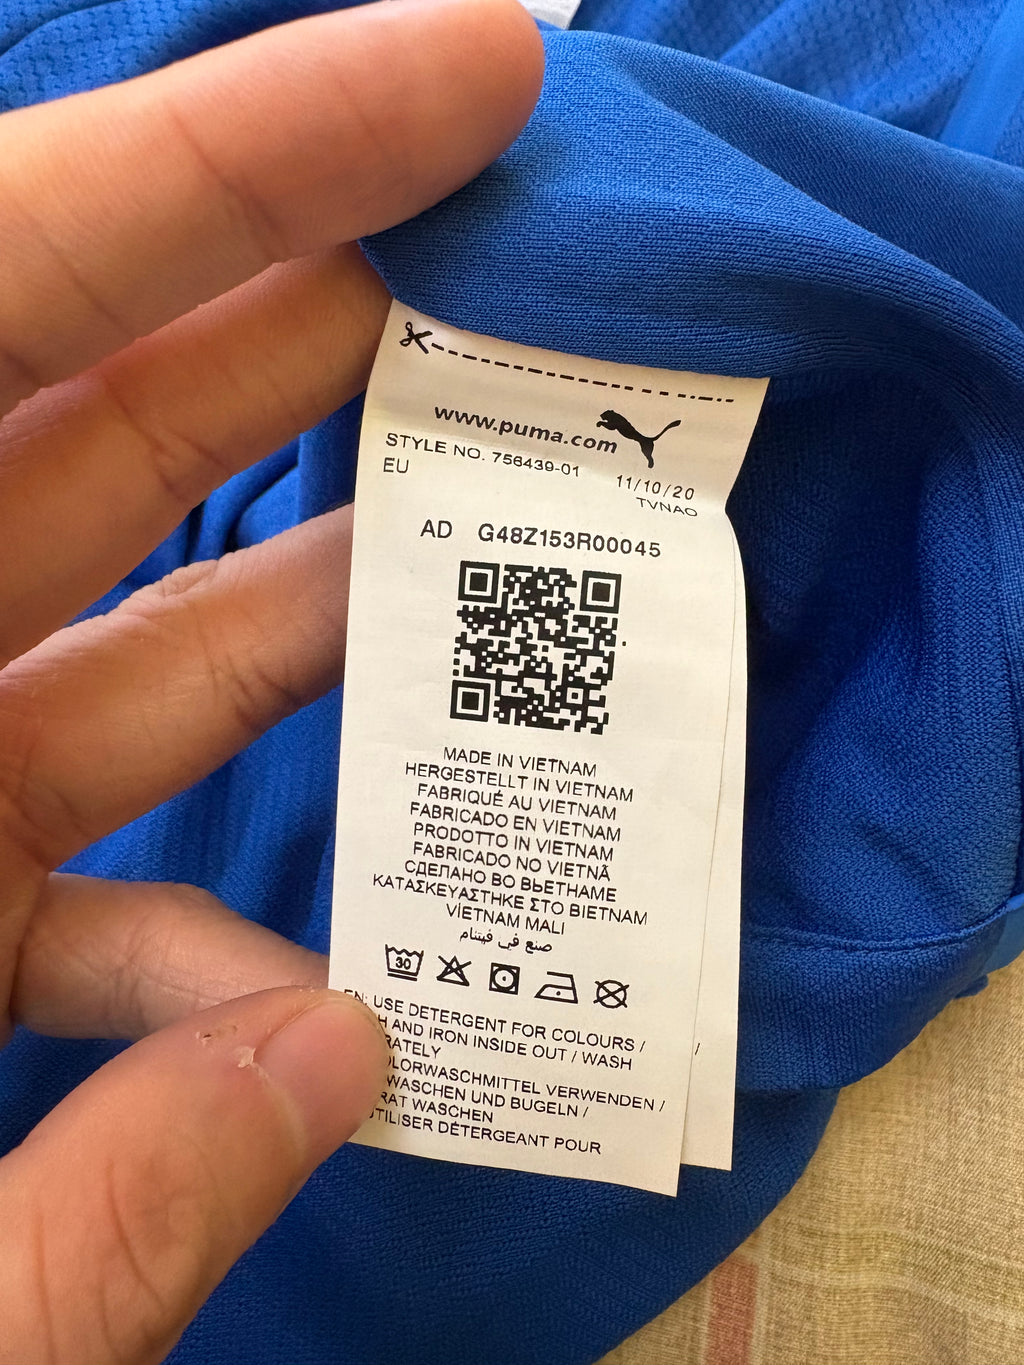 www.puma.com
STYLE NO. 756439-01
EU
11/10/20
TVNAO
AD G48Z153R00045
MADE IN VIETNAM
HERGESTELLT IN VIETNAM
FABRIQUÉ AU VIETNAM
FABRICADO EN VIETNAM
PRODOTTO IN VIETNAM
FABRICADO NO VIETNÃ
СДЕЛАНО ВО ВЬЕТНАМЕ
ΚΑΤΑΣΚΕΥΑΣΤΗΚΕ ΣΤΟ ΒΙΕΤΝΑΜ
VİETNAM MALI
صنع في فيتنام
30
EN: USE DETERGENT FOR COLOURS /
H AND IRON INSIDE OUT / WASH
RATELY
OLORWASCHMITTEL VERWENDEN /
WASCHEN UND BUGELN /
RAT WASCHEN
UTILISER DÉTERGEANT POUR